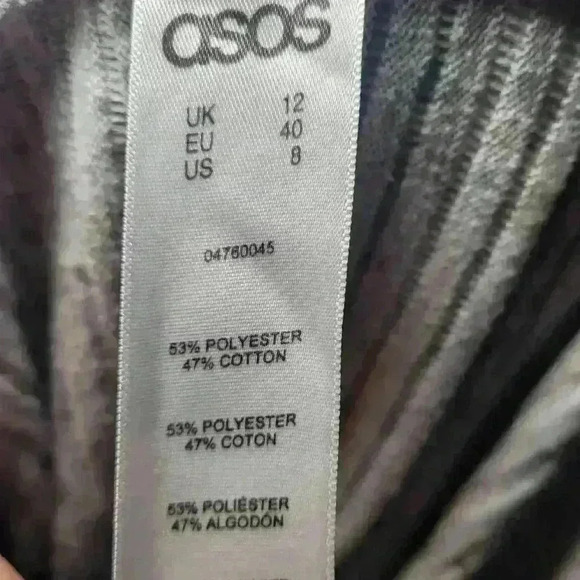 asos
UK 12
EU 40
US 8
04760045
53% POLYESTER
47% COTTON
53% POLYESTER
47% COTON
53% POLIÉSTER
47% ALGODÓN